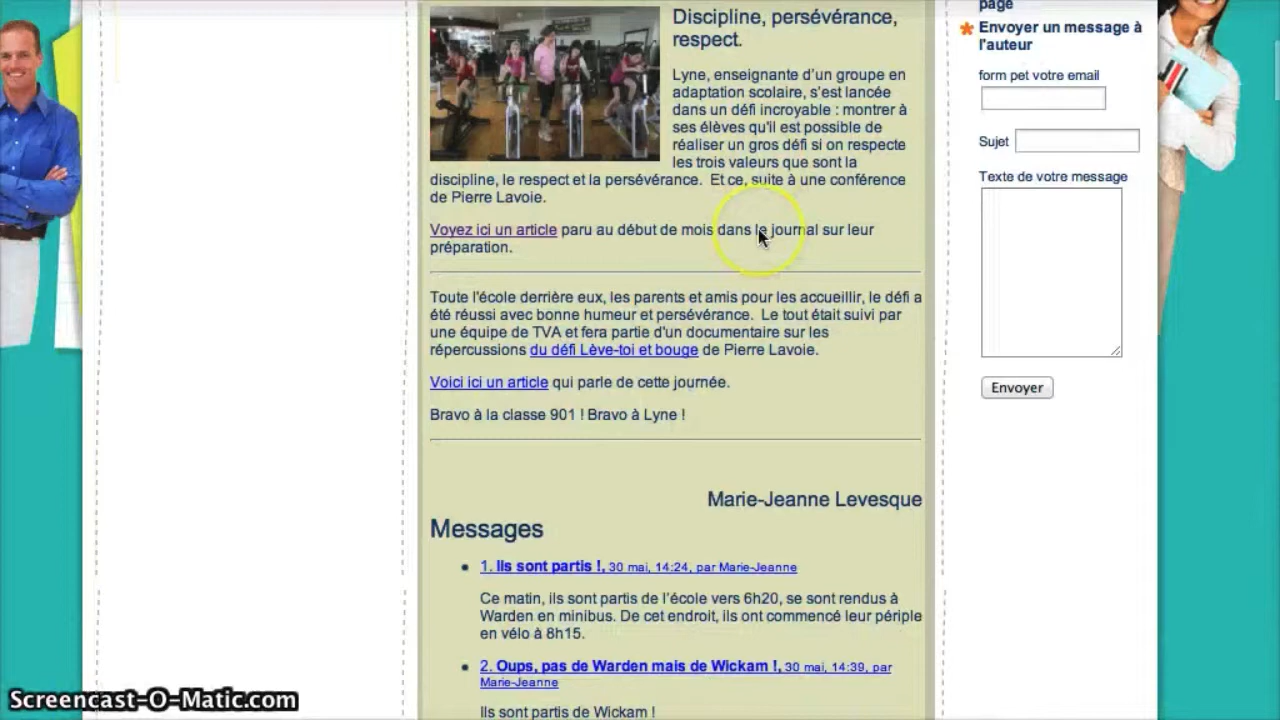 Discipline, persévérance,
respect.
Lyne, enseignante d'un groupe en
adaptation scolaire, s'est lancée
dans un défi incroyable : montrer à
ses élèves qu'il est possible de
réaliser un gros défi si on respecte
les trois valeurs que sont la
discipline, le respect et la persévérance. Et ce, suite à une conférence
de Pierre Lavoie.
Voyez ici un article paru au début de mois dans le journal sur leur
préparation.
Toute l'école derrière eux, les parents et amis pour les accueillir, le défi a
été réussi avec bonne humeur et persévérance. Le tout était suivi par
une équipe de TVA et fera partie d'un documentaire sur les
répercussions du défi Lève-toi et bouge de Pierre Lavoie.
Voici ici un article qui parle de cette journée.
Bravo à la classe 901 ! Bravo à Lyne !
Marie-Jeanne Levesque
Messages
1. Ils sont partis !, 30 mai, 14:24, par Marie-Jeanne
Ce matin, ils sont partis de l'école vers 6h20, se sont rendus à
Warden en minibus. De cet endroit, ils ont commencé leur périple
en vélo à 8h15.
2. Oups, pas de Warden mais de Wickam !, 30 mai, 14:39, par
Marie-Jeanne
Ils sont partis de Wickam !
page
Envoyer un message à
l'auteur
form pet votre email
Sujet
Texte de votre message
Envoyer
Screencast-O-Matic.com